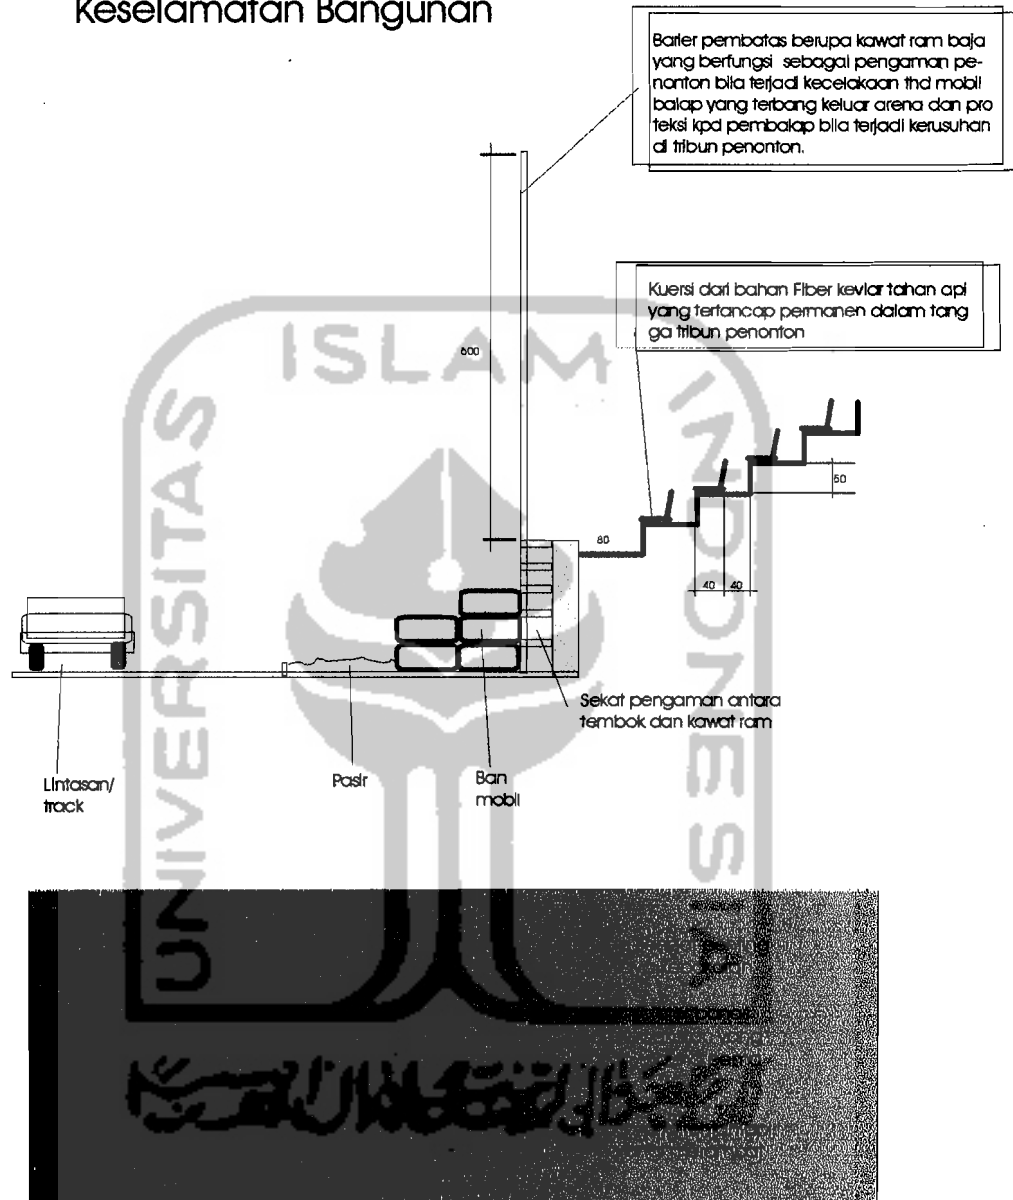 Keselamatan Bangunan
Barier pembatas berupa kawat ram baja
yang berfungsi sebagai pengaman pe-
nonton bila terjadi kecelakaan thd mobil
balap yang terbang keluar arena dan pro
teksi kpd pembalap bila terjadi kerusuhan
di tribun penonton.
Kuersi dari bahan Fiber kevlar tahan api
yang tertancap permanen dalam tang
ga tribun penonton
600
50
80
40
40
Sekat pengaman antara
tembok dan kawat ram
Lintasan/
track
Pasir
Ban
mobil
UNIVERSITAS
ISLAM
INDONESIA